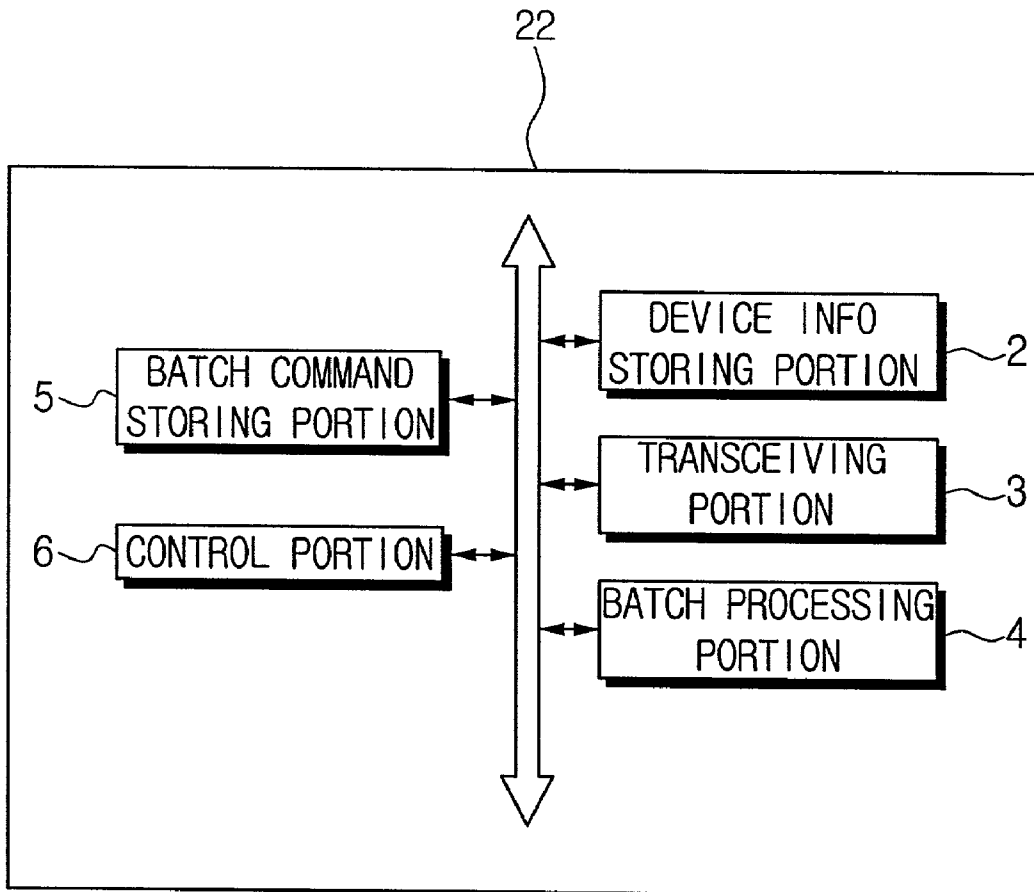 22
DEVICE INFO
STORING PORTION
2
5
BATCH COMMAND
STORING PORTION
TRANSCEIVING
PORTION
3
6
CONTROL PORTION
BATCH PROCESSING
PORTION
4